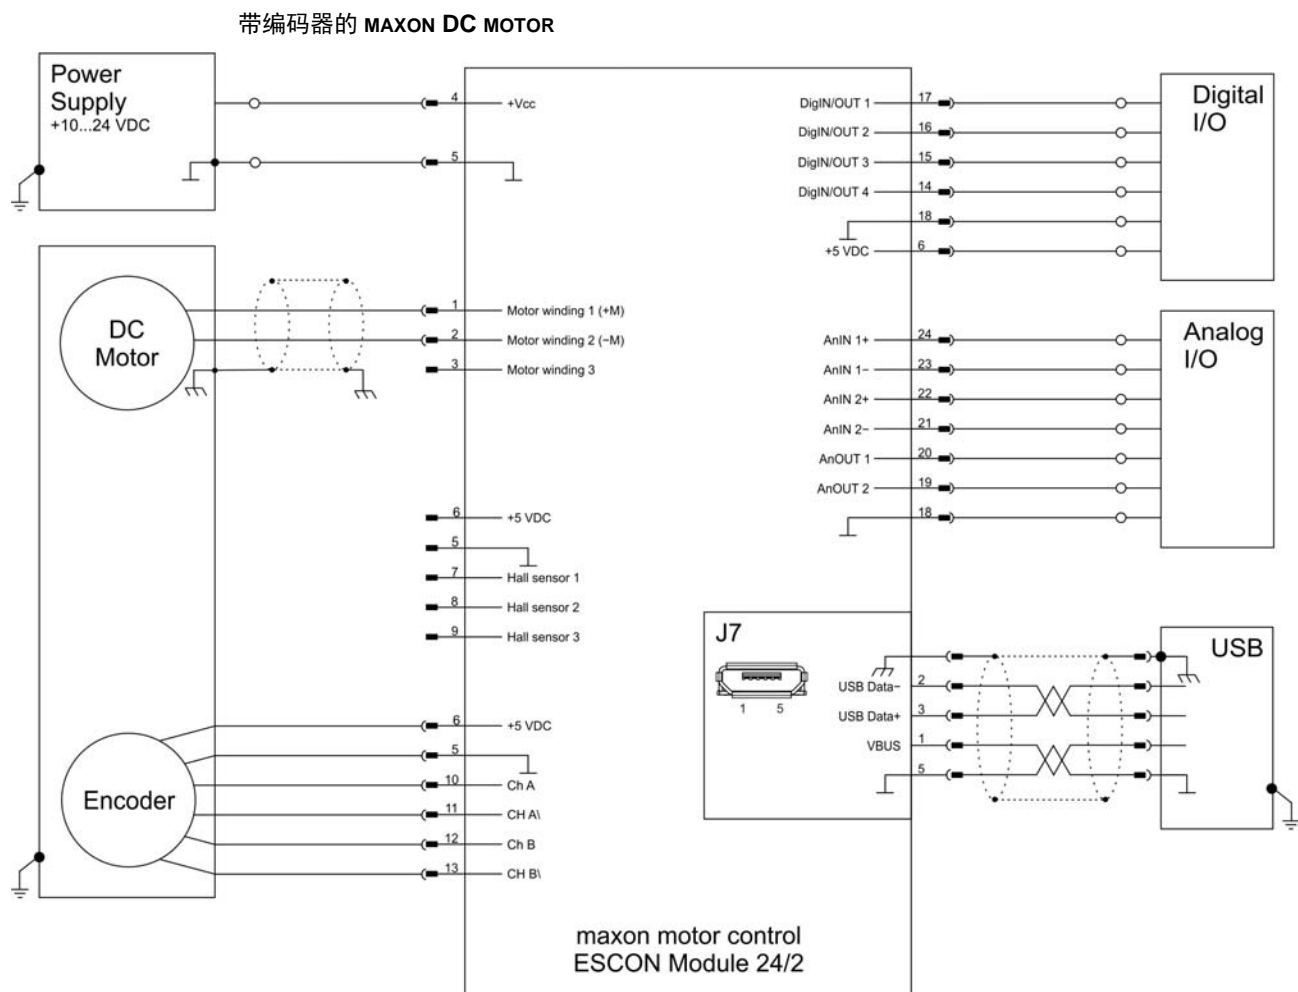 带编码器的 MAXON DC MOTOR
Power
Supply
+10...24 VDC
4 +Vcc
5
DC
Motor
1 Motor winding 1 (+M)
2 Motor winding 2 (−M)
3 Motor winding 3
6 +5 VDC
5
7 Hall sensor 1
8 Hall sensor 2
9 Hall sensor 3
Encoder
6 +5 VDC
5
10 Ch A
11 CH A\
12 Ch B
13 CH B\
DigIN/OUT 1 17
DigIN/OUT 2 16
DigIN/OUT 3 15
DigIN/OUT 4 14
18
+5 VDC 6
Digital
I/O
AnIN 1+ 24
AnIN 1− 23
AnIN 2+ 22
AnIN 2− 21
AnOUT 1 20
AnOUT 2 19
18
Analog
I/O
J7
1 5
USB Data− 2
USB Data+ 3
VBUS 1
5
USB
maxon motor control
ESCON Module 24/2